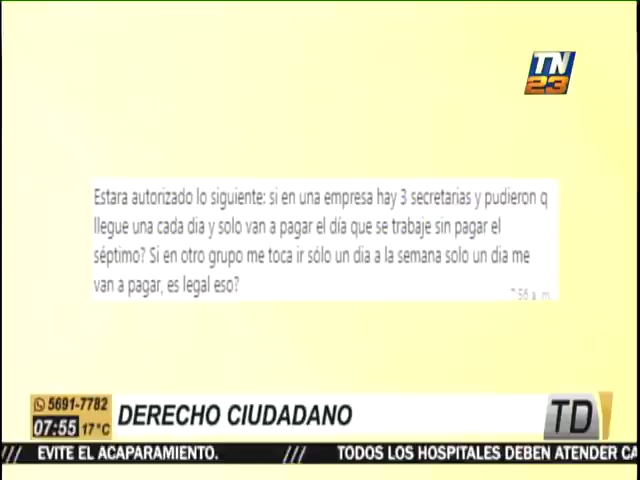 TN
23
Estara autorizado lo siguiente: si en una empresa hay 3 secretarias y pudieron q
llegue una cada dia y solo van a pagar el día que se trabaje sin pagar el
séptimo? Si en otro grupo me toca ir sólo un dia a la semana solo un dia me
van a pagar, es legal eso?
5691-7782
DERECHO CIUDADANO
TD
07:55 17°C
/// EVITE EL ACAPARAMIENTO. /// TODOS LOS HOSPITALES DEBEN ATENDER CA